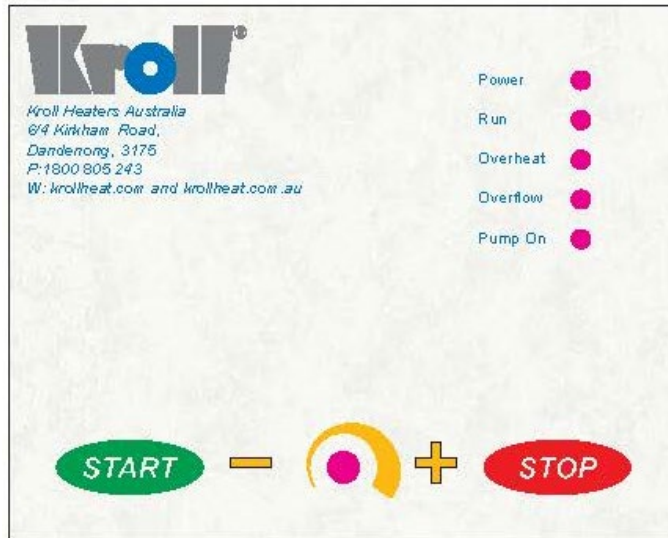 Kroll®
Kroll Heaters Australia
6/4 Kirkham Road,
Dandenong, 3175
P:1800 805 243
W: krollheat.com and krollheat.com.au
Power
Run
Overheat
Overflow
Pump On
START
STOP